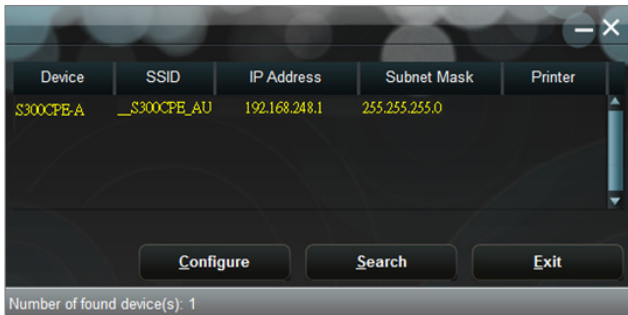 Device SSID IP Address Subnet Mask Printer
S300CPE-A __S300CPE_AU 192.168.248.1 255.255.255.0
Configure Search Exit
Number of found device(s): 1